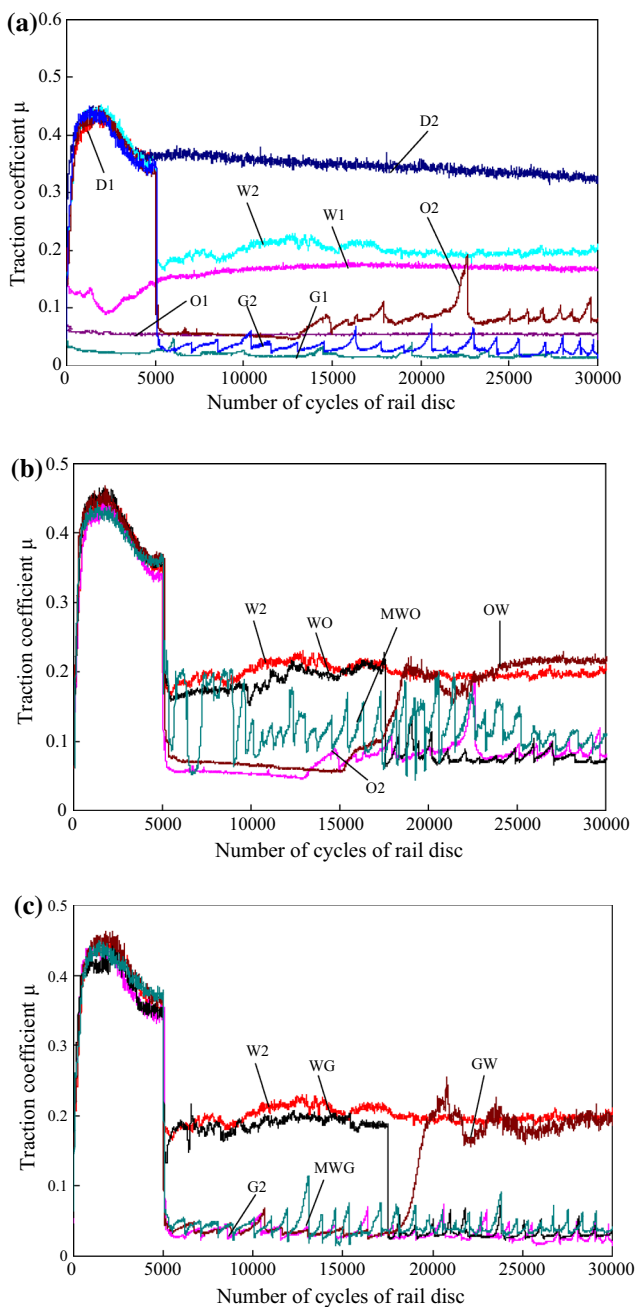 (a)
0.6
0.5
0.4
0.3
0.2
0.1
0
Traction coefficient μ
D1
D2
W2
W1
O2
O1
G2
G1
0 5000 10000 15000 20000 25000 30000
Number of cycles of rail disc
(b)
0.5
0.4
0.3
0.2
0.1
0
Traction coefficient μ
W2
WO
MWO
OW
O2
0 5000 10000 15000 20000 25000 30000
Number of cycles of rail disc
(c)
0.5
0.4
0.3
0.2
0.1
0
Traction coefficient μ
W2
WG
GW
G2
MWG
0 5000 10000 15000 20000 25000 30000
Number of cycles of rail disc